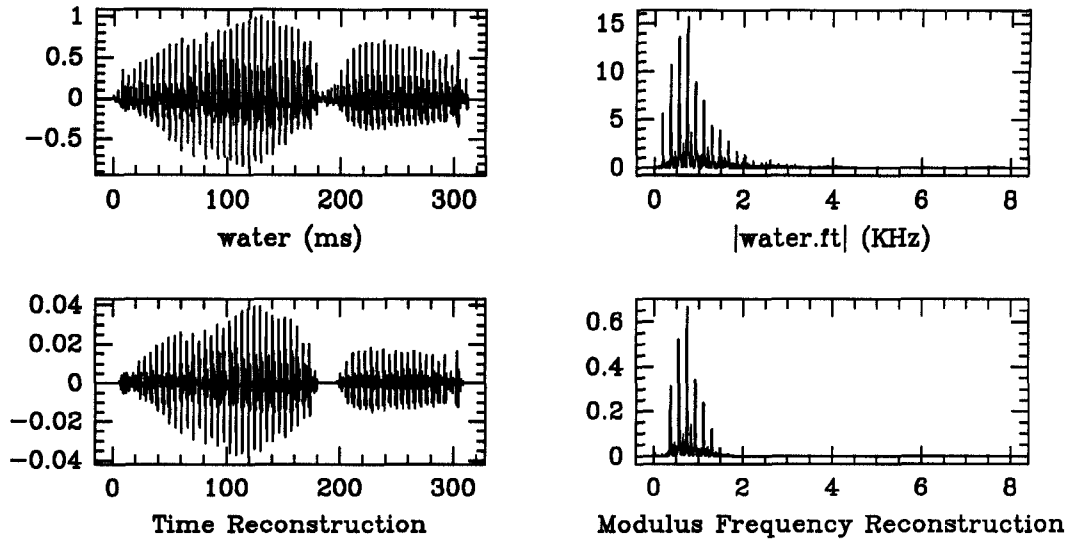 1
0.5
0
−0.5
0 100 200 300
water (ms)
15
10
5
0
0 2 4 6 8
|water.ft| (KHz)
0.04
0.02
0
−0.02
−0.04
0 100 200 300
Time Reconstruction
0.6
0.4
0.2
0
0 2 4 6 8
Modulus Frequency Reconstruction